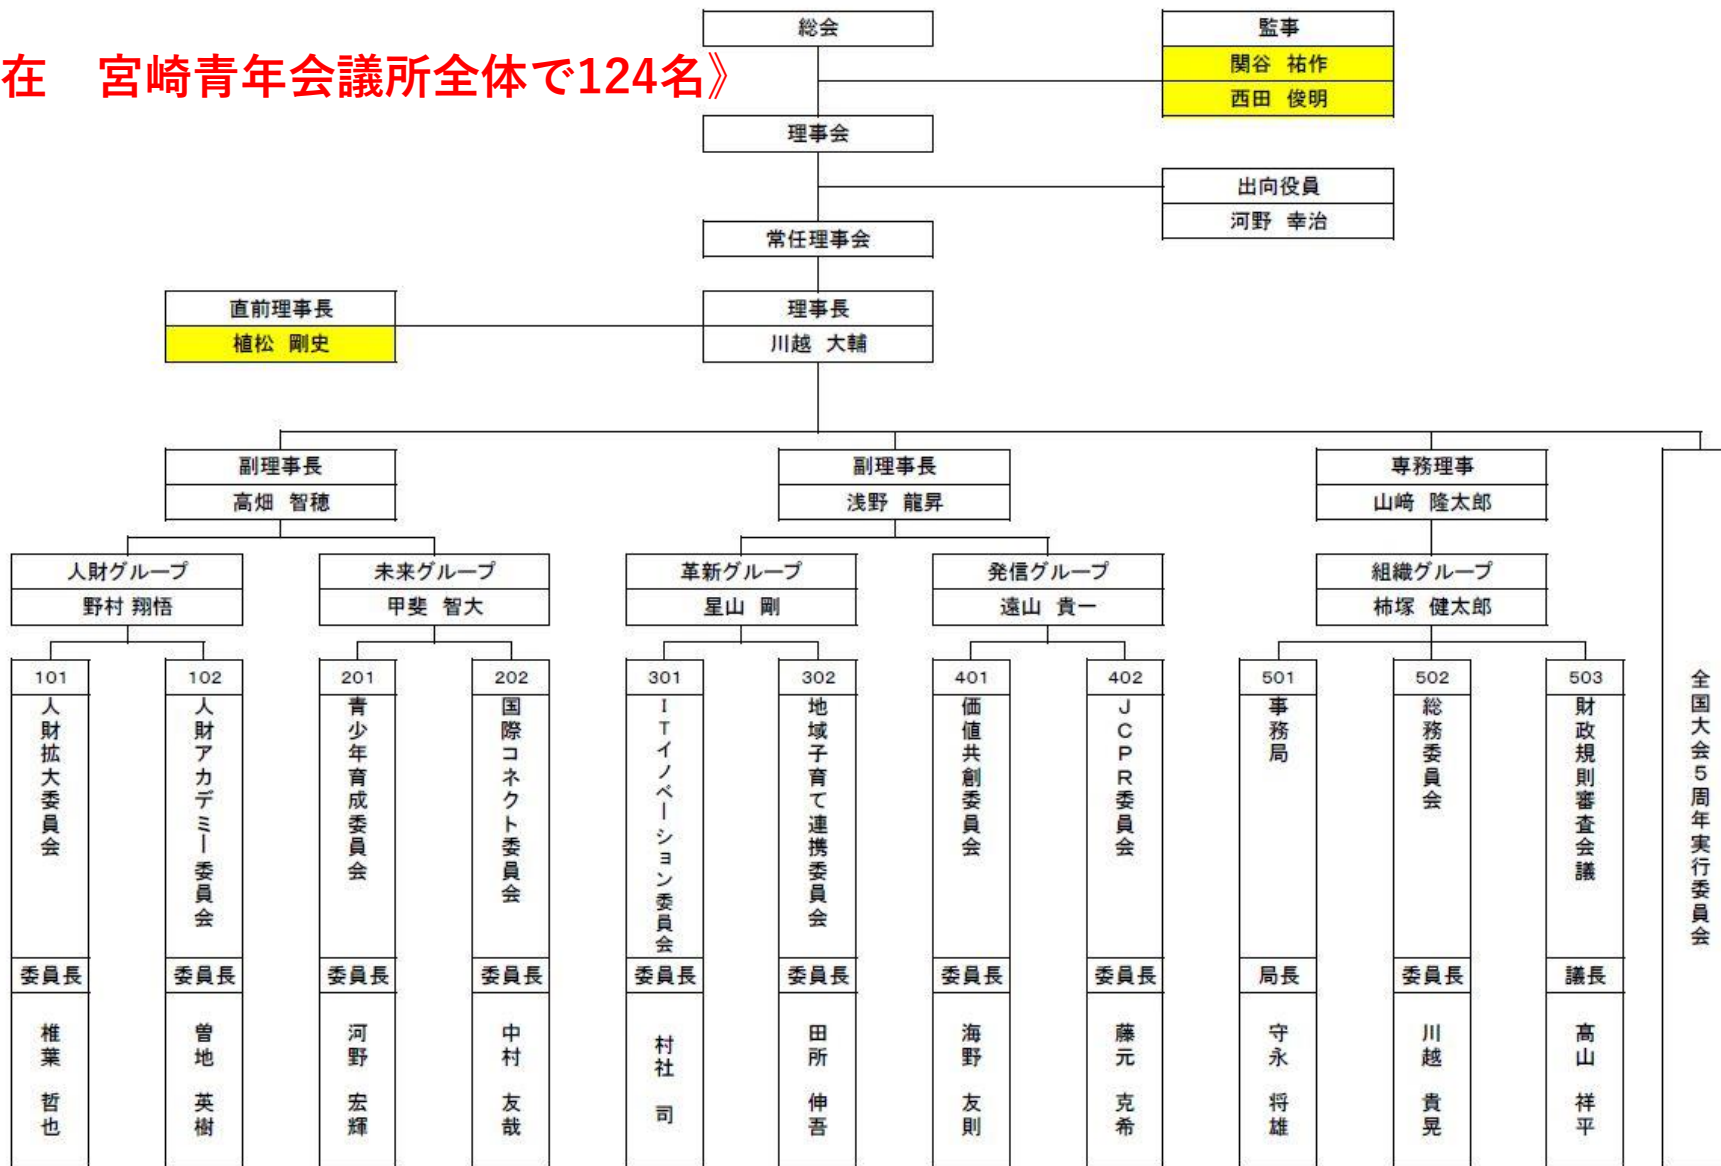 総会
監事
関谷 祐作
西田 俊明
在 宮崎青年会議所全体で124名》
理事会
出向役員
河野 幸治
常任理事会
直前理事長
植松 剛史
理事長
川越 大輔
副理事長
高畑 智穂
副理事長
浅野 龍昇
専務理事
山﨑 隆太郎
人財グループ
野村 翔悟
未来グループ
甲斐 智大
革新グループ
星山 剛
発信グループ
遠山 貴一
組織グループ
柿塚 健太郎
101
人財拡大委員会
委員長
椎葉 哲也
102
人財アカデミー委員会
委員長
曽地 英樹
201
青少年育成委員会
委員長
河野 宏輝
202
国際コネクト委員会
委員長
中村 友哉
301
ITイノベーション委員会
委員長
村社 司
302
地域子育て連携委員会
委員長
田所 伸吾
401
価値共創委員会
委員長
海野 友則
402
JCPR委員会
委員長
藤元 克希
501
事務局
局長
守永 将雄
502
総務委員会
委員長
川越 貴晃
503
財政規則審査会議
議長
髙山 祥平
全国大会5周年実行委員会